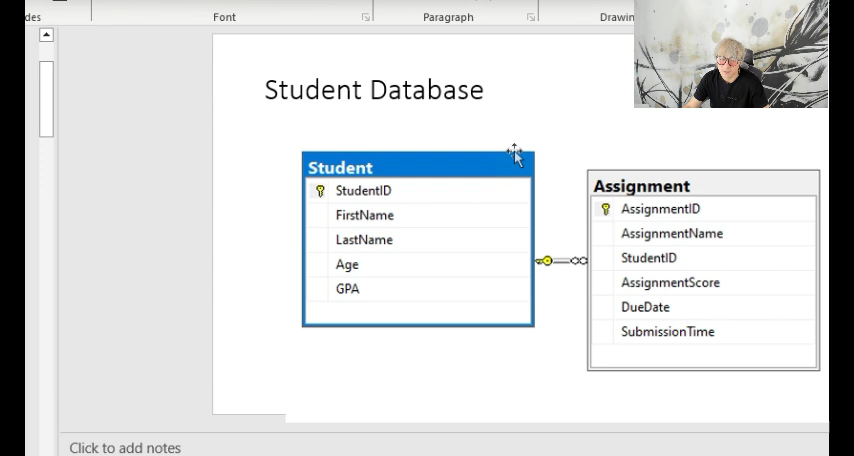 des
Font
Paragraph
Drawin
Student Database
Student
StudentID
FirstName
LastName
Age
GPA
Assignment
AssignmentID
AssignmentName
StudentID
AssignmentScore
DueDate
SubmissionTime
Click to add notes